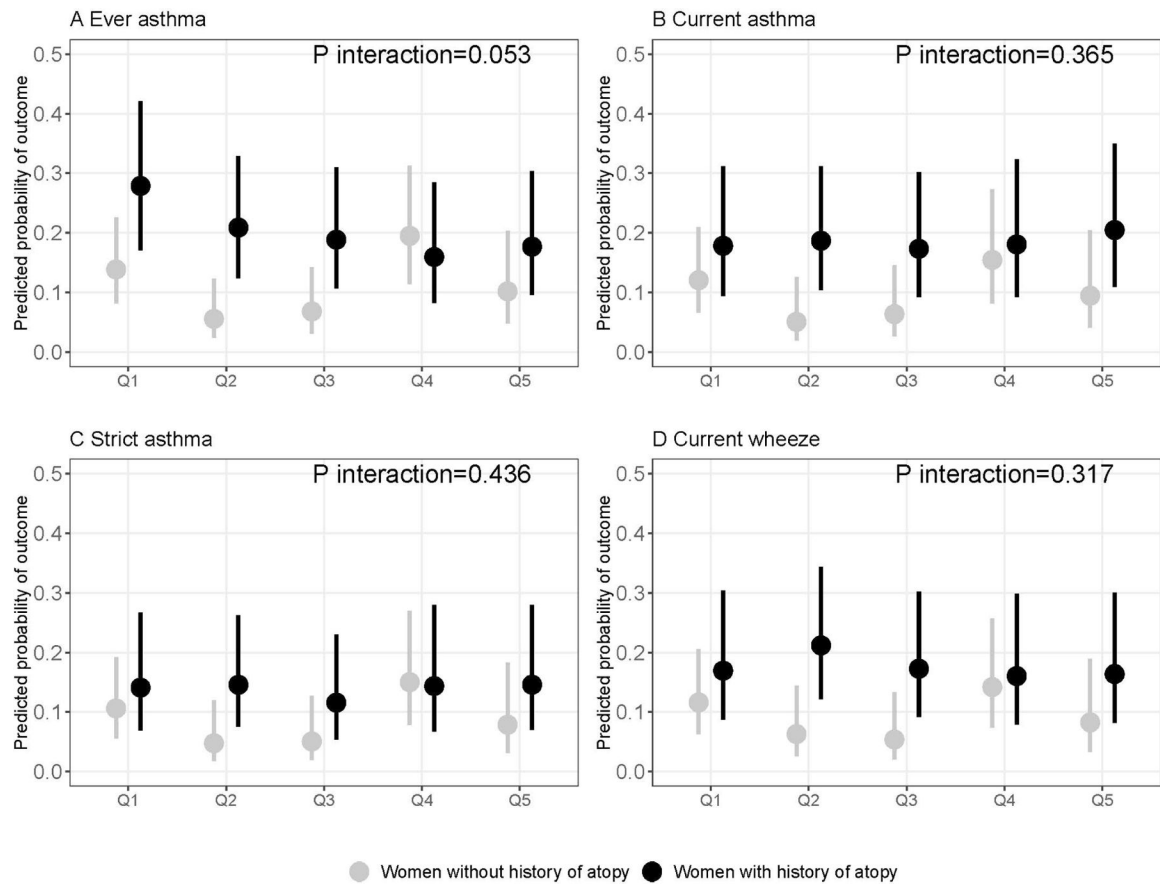 A Ever asthma
P interaction=0.053
Predicted probability of outcome
0.5
0.4
0.3
0.2
0.1
0.0
Q1 Q2 Q3 Q4 Q5
B Current asthma
P interaction=0.365
Predicted probability of outcome
0.5
0.4
0.3
0.2
0.1
0.0
Q1 Q2 Q3 Q4 Q5
C Strict asthma
P interaction=0.436
Predicted probability of outcome
0.5
0.4
0.3
0.2
0.1
0.0
Q1 Q2 Q3 Q4 Q5
D Current wheeze
P interaction=0.317
Predicted probability of outcome
0.5
0.4
0.3
0.2
0.1
0.0
Q1 Q2 Q3 Q4 Q5
Women without history of atopy Women with history of atopy